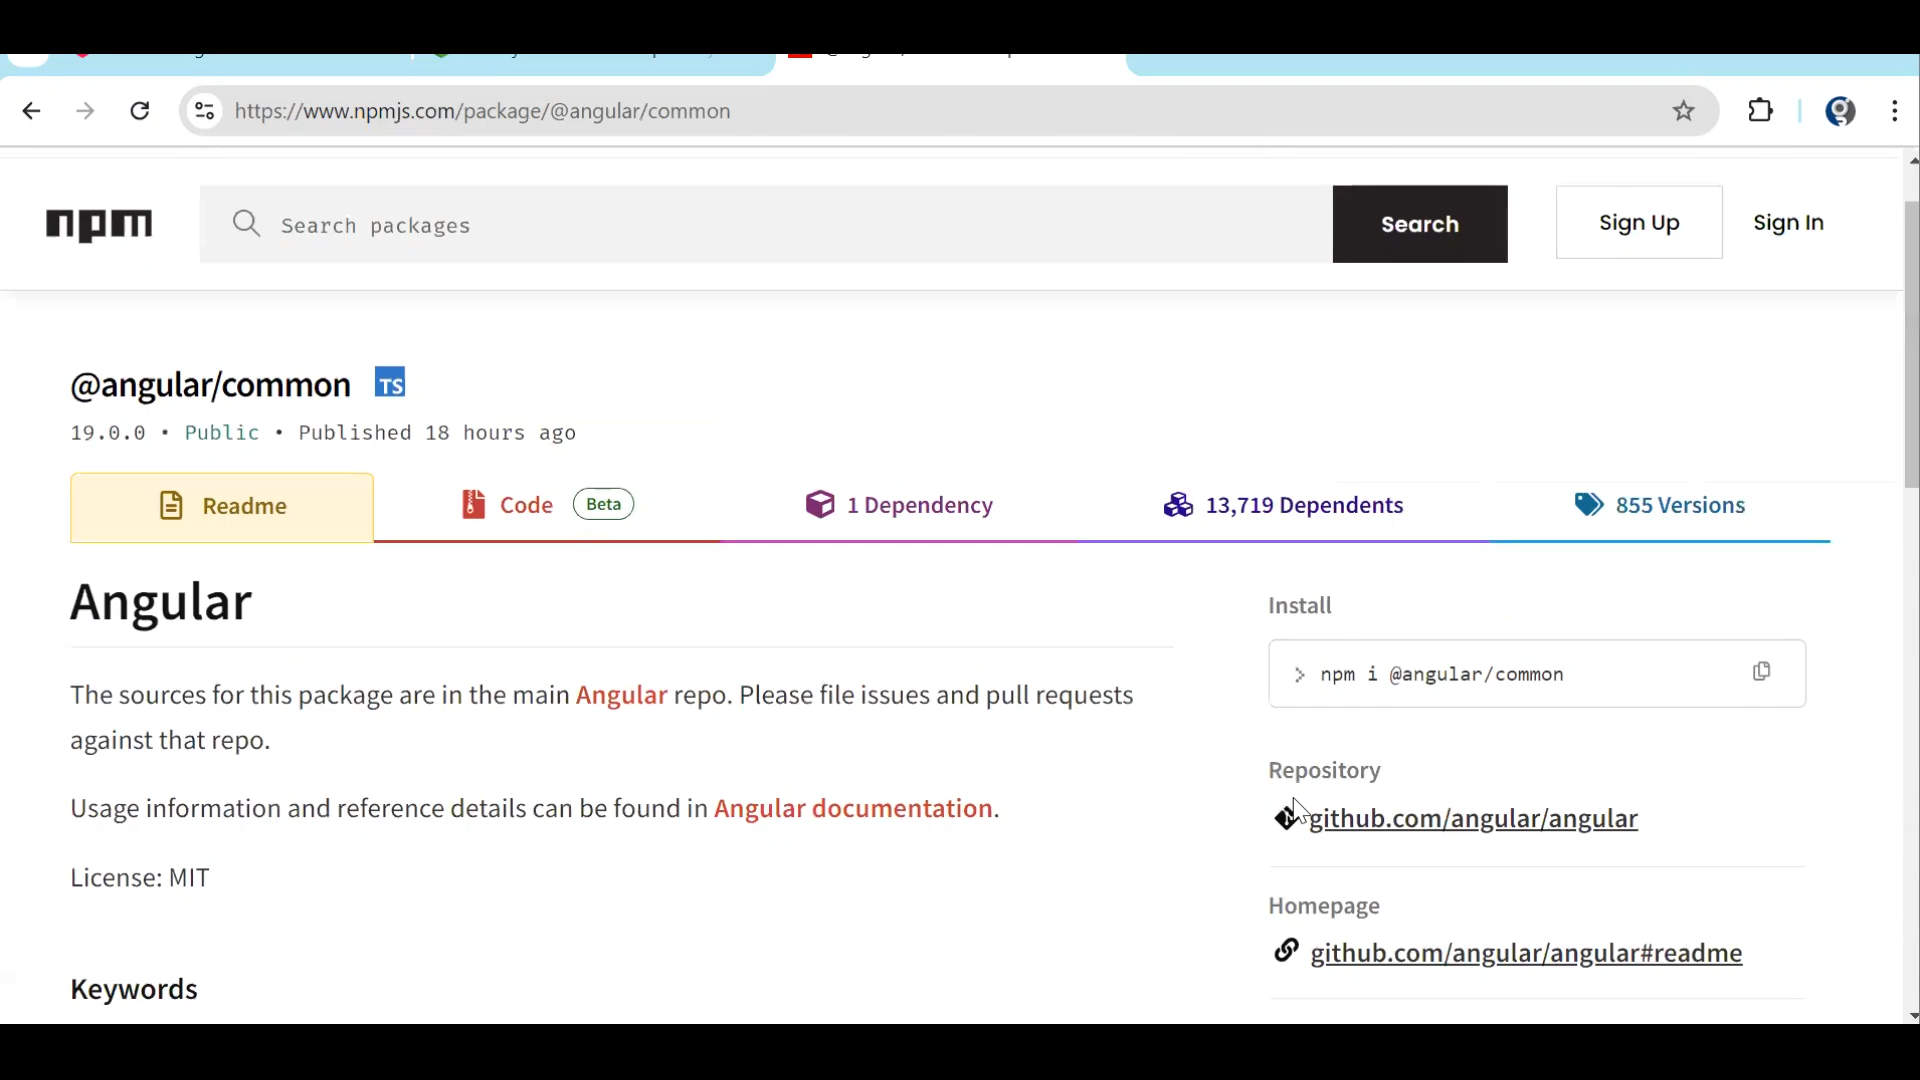 https://www.npmjs.com/package/@angular/common
npm
Search packages
Search
Sign Up
Sign In
@angular/common
TS
19.0.0 • Public • Published 18 hours ago
Readme
Code
Beta
1 Dependency
13,719 Dependents
855 Versions
Angular
The sources for this package are in the main Angular repo. Please file issues and pull requests
against that repo.
Usage information and reference details can be found in Angular documentation.
License: MIT
Keywords
Install
> npm i @angular/common
Repository
github.com/angular/angular
Homepage
github.com/angular/angular#readme